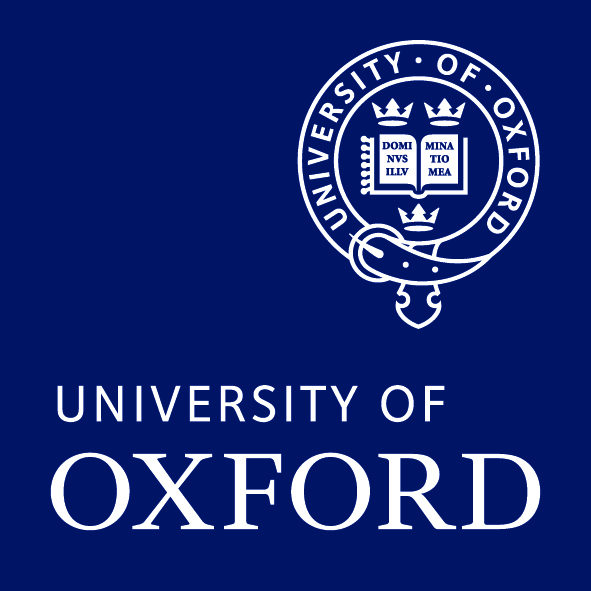 UNIVERSITY · OF · OXFORD
DOMI
NVS
ILLV
MINA
TIO
MEA
UNIVERSITY OF
OXFORD